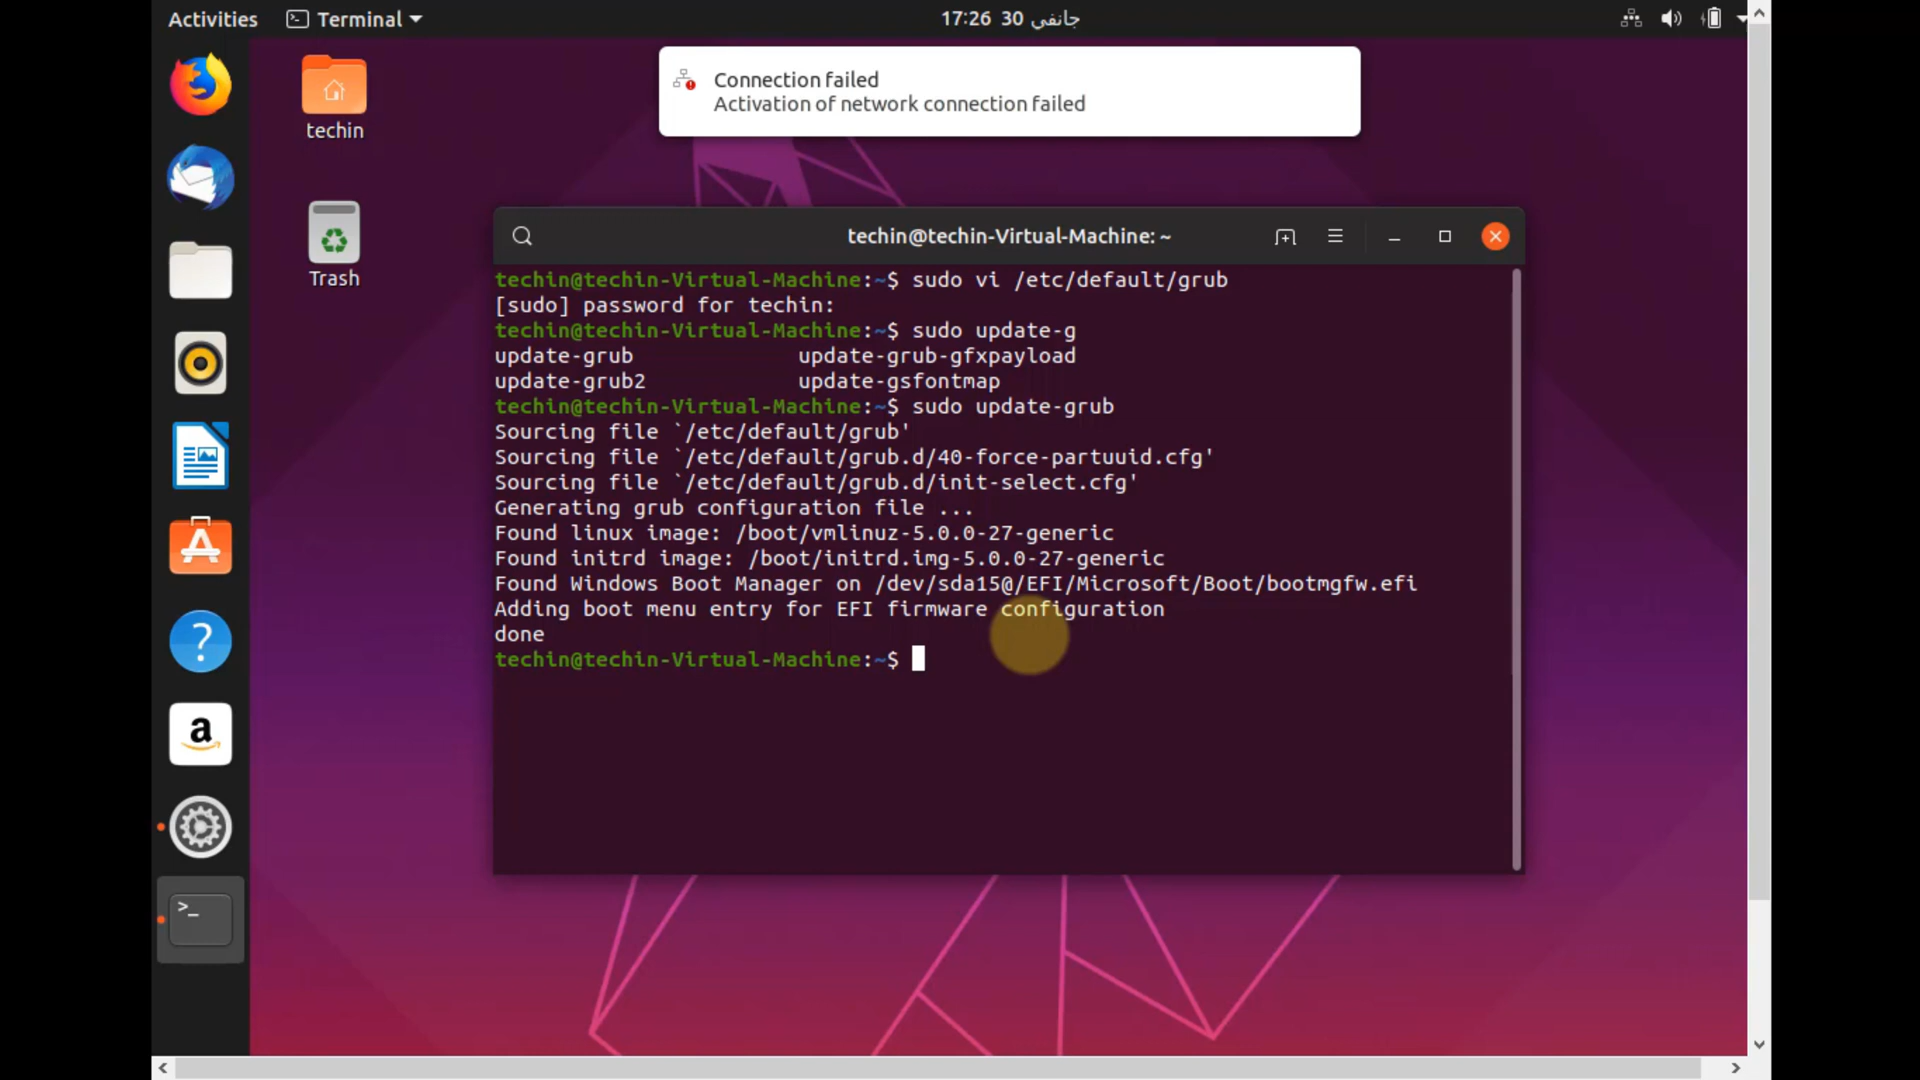 Activities
Terminal
17:26 30 جانفي
techin
Trash
Connection failed
Activation of network connection failed
techin@techin-Virtual-Machine: ~
techin@techin-Virtual-Machine:~$ sudo vi /etc/default/grub
[sudo] password for techin:
techin@techin-Virtual-Machine:~$ sudo update-g
update-grub update-grub-gfxpayload
update-grub2 update-gsfontmap
techin@techin-Virtual-Machine:~$ sudo update-grub
Sourcing file `/etc/default/grub'
Sourcing file `/etc/default/grub.d/40-force-partuuid.cfg'
Sourcing file `/etc/default/grub.d/init-select.cfg'
Generating grub configuration file ...
Found linux image: /boot/vmlinuz-5.0.0-27-generic
Found initrd image: /boot/initrd.img-5.0.0-27-generic
Found Windows Boot Manager on /dev/sda15@/EFI/Microsoft/Boot/bootmgfw.efi
Adding boot menu entry for EFI firmware configuration
done
techin@techin-Virtual-Machine:~$